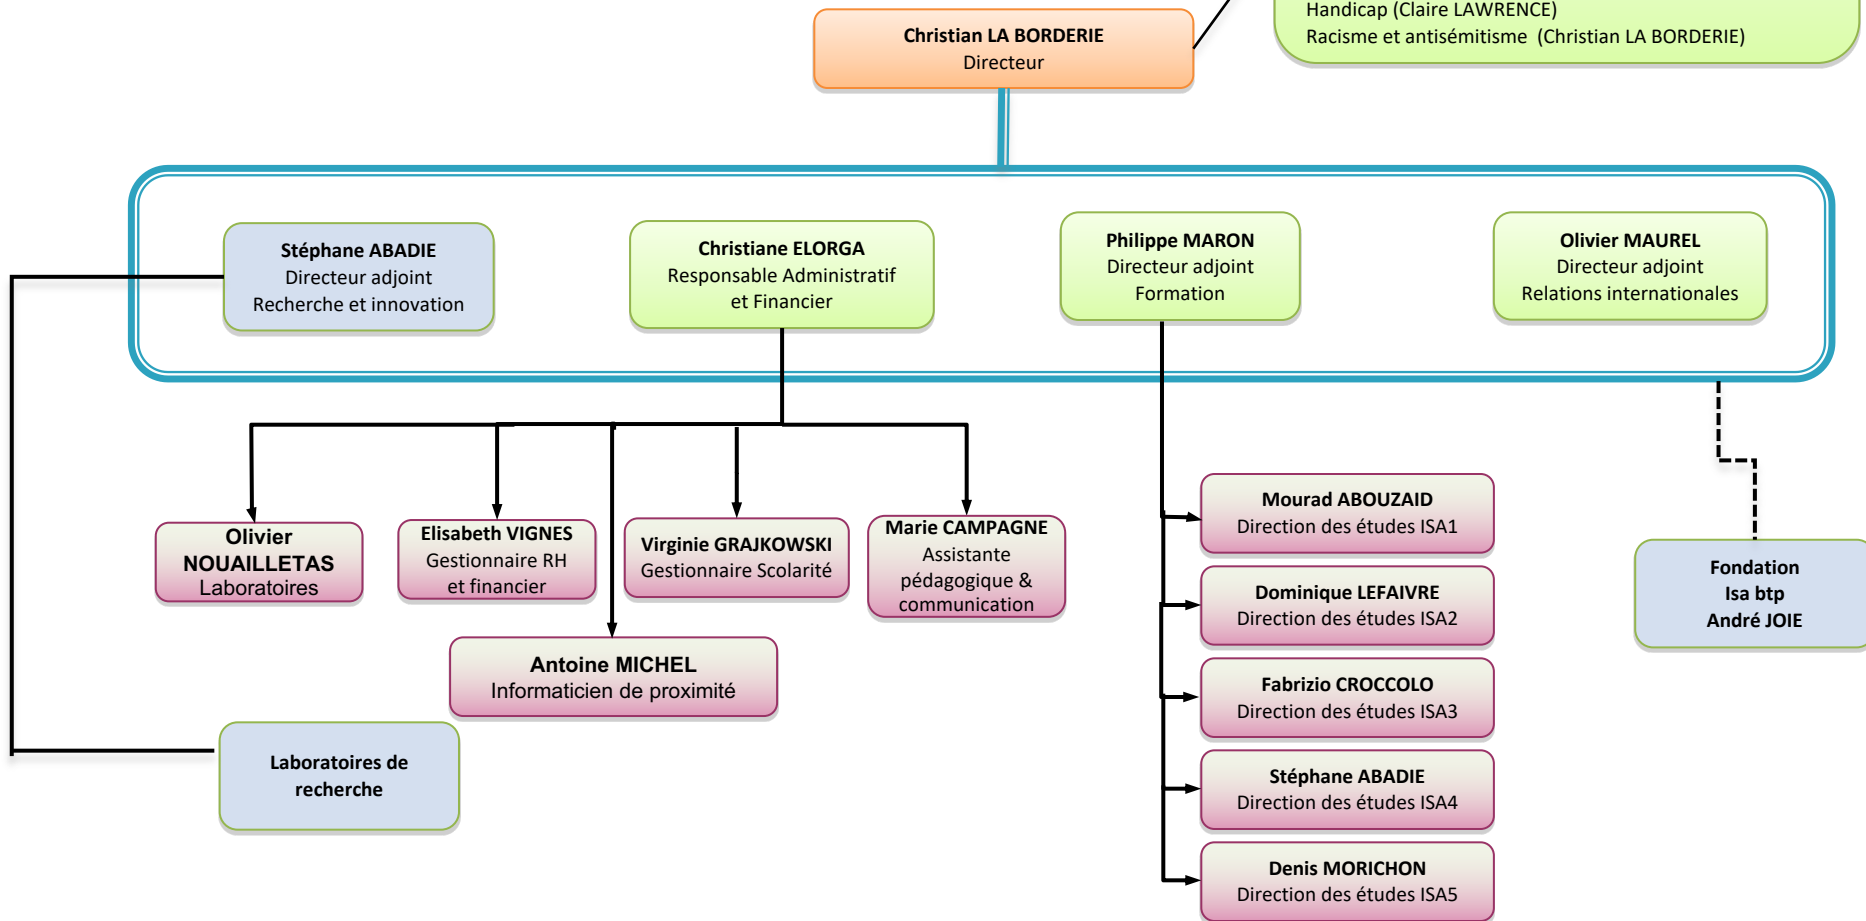 Handicap (Claire LAWRENCE)
Racisme et antisémitisme (Christian LA BORDERIE)
Christian LA BORDERIE
Directeur
Stéphane ABADIE
Directeur adjoint
Recherche et innovation
Christiane ELORGA
Responsable Administratif
et Financier
Philippe MARON
Directeur adjoint
Formation
Olivier MAUREL
Directeur adjoint
Relations internationales
Olivier
NOUAILLETAS
Laboratoires
Elisabeth VIGNES
Gestionnaire RH
et financier
Virginie GRAJKOWSKI
Gestionnaire Scolarité
Marie CAMPAGNE
Assistante
pédagogique &
communication
Antoine MICHEL
Informaticien de proximité
Laboratoires de
recherche
Mourad ABOUZAID
Direction des études ISA1
Dominique LEFAIVRE
Direction des études ISA2
Fabrizio CROCCOLO
Direction des études ISA3
Stéphane ABADIE
Direction des études ISA4
Denis MORICHON
Direction des études ISA5
Fondation
Isa btp
André JOIE